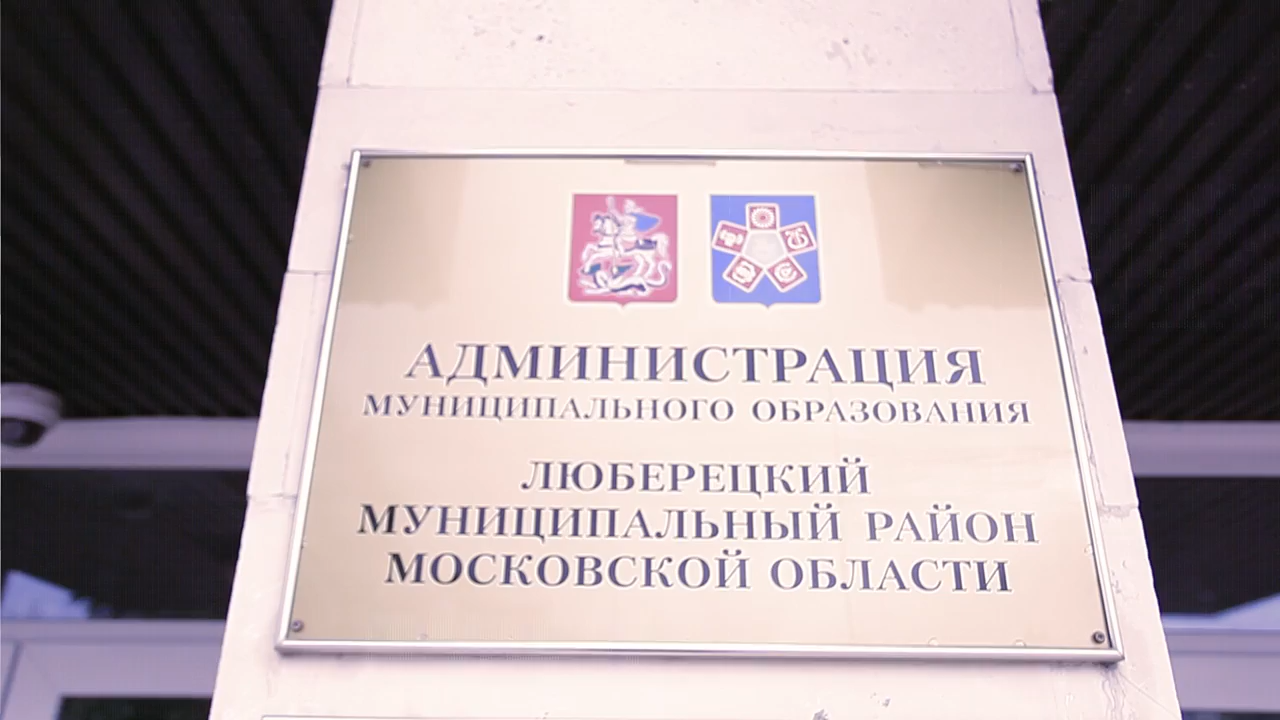 АДМИНИСТРАЦИЯ
МУНИЦИПАЛЬНОГО ОБРАЗОВАНИЯ
ЛЮБЕРЕЦКИЙ
МУНИЦИПАЛЬНЫЙ РАЙОН
МОСКОВСКОЙ ОБЛАСТИ